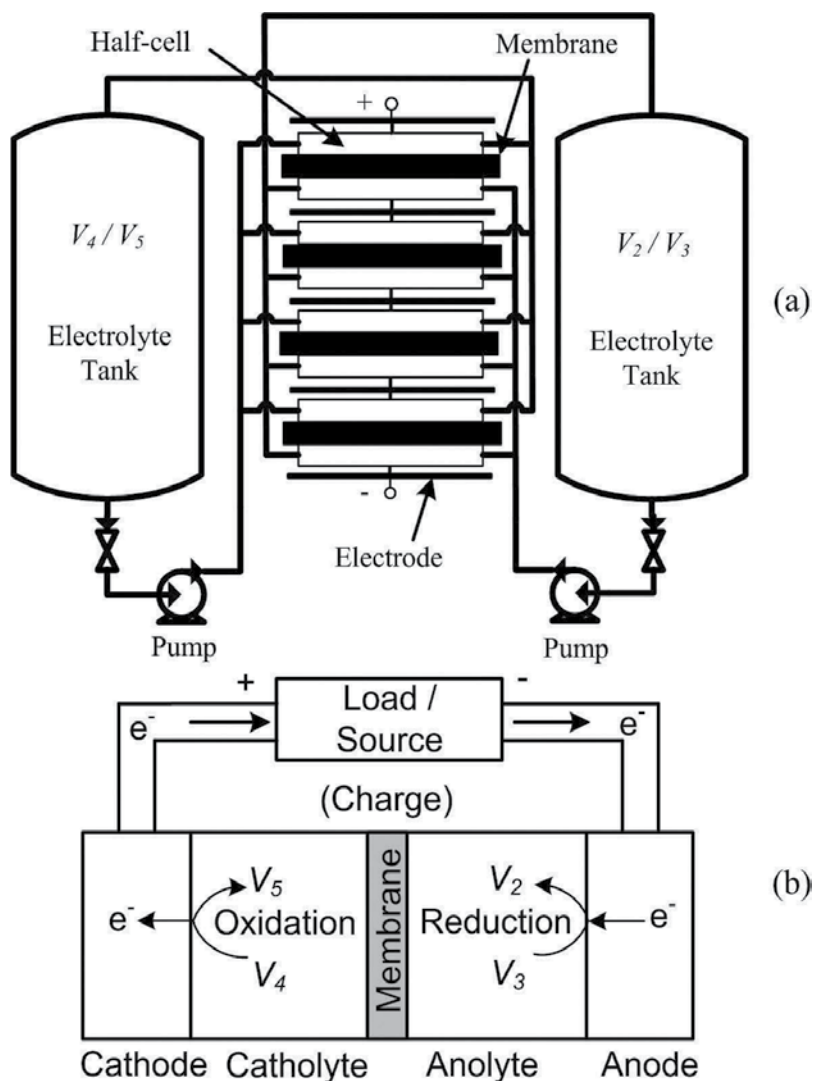 Half-cell
Membrane
+
V₄ / V₅
V₂ / V₃
(a)
Electrolyte
Tank
Electrolyte
Tank
-
Electrode
Pump
Pump
+
-
e⁻
Load /
Source
e⁻
(Charge)
(b)
V₅
V₂
e⁻
Oxidation
Membrane
Reduction
e⁻
V₄
V₃
Cathode
Catholyte
Anolyte
Anode